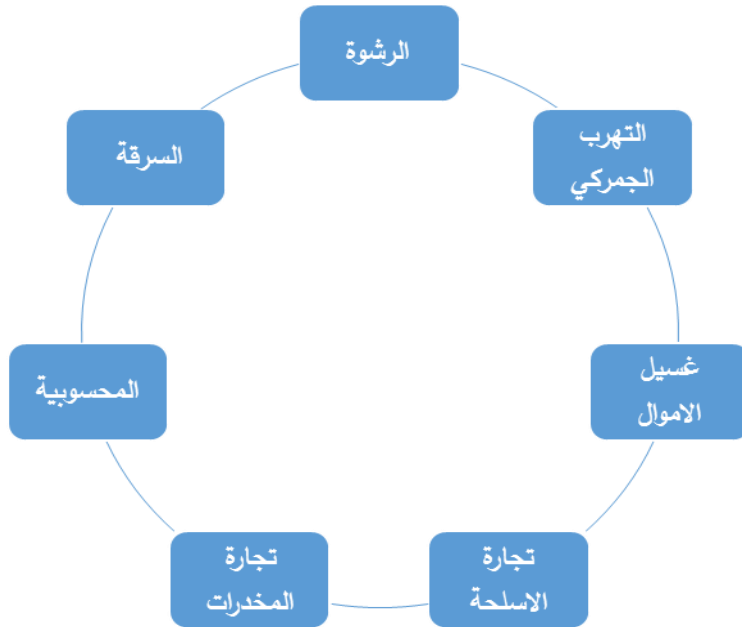 الرشوة
التهرب
الجمركي
غسيل
الاموال
تجارة
الاسلحة
تجارة
المخدرات
المحسوبية
السرقة